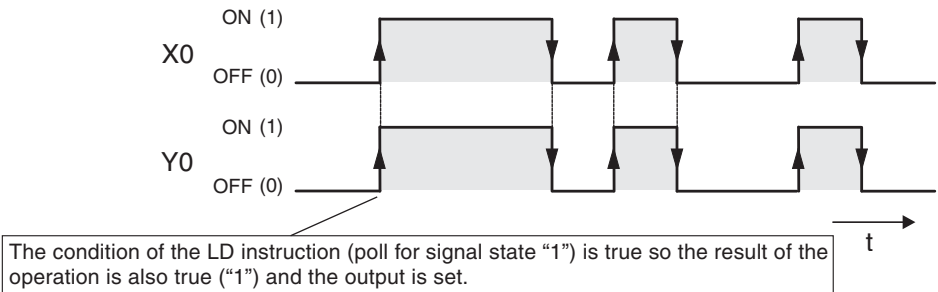 ON (1)
X0
OFF (0)
ON (1)
Y0
OFF (0)
t
The condition of the LD instruction (poll for signal state “1”) is true so the result of the
operation is also true (“1”) and the output is set.